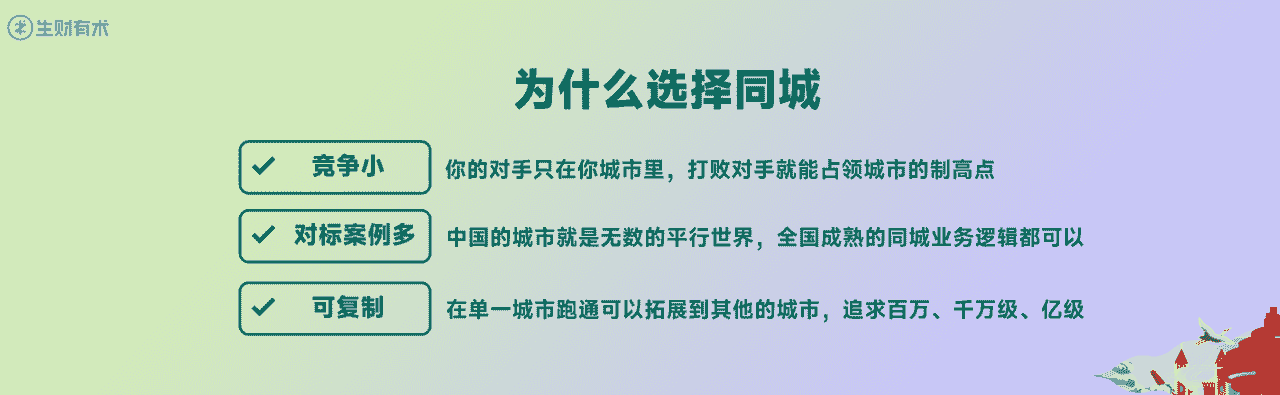 生财有术
为什么选择同城
竞争小
你的对手只在你城市里，打败对手就能占领城市的制高点
对标案例多
中国的城市就是无数的平行世界，全国成熟的同城业务逻辑都可以
可复制
在单一城市跑通可以拓展到其他的城市，追求百万、千万级、亿级